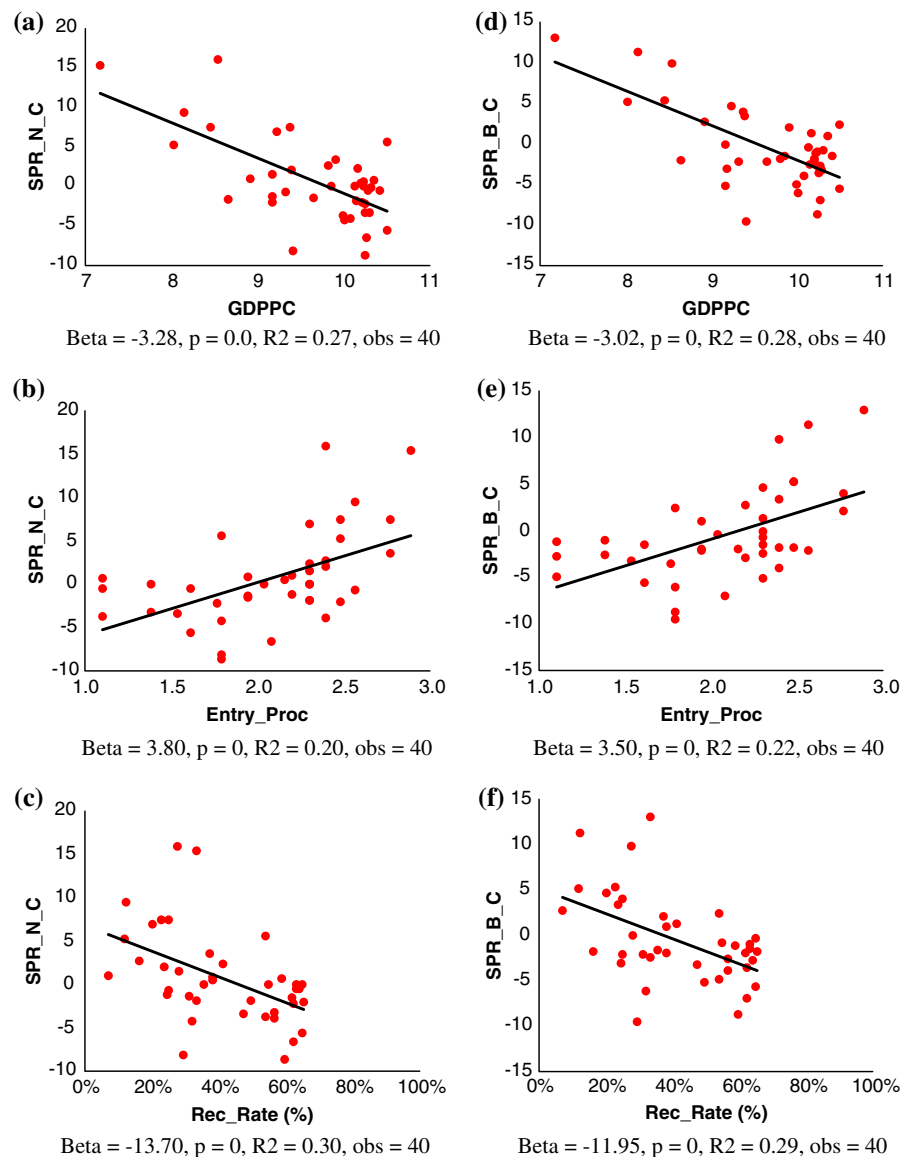 (a)
20
15
10
5
0
-5
-10
SPR_N_C
7 8 9 10 11
GDPPC
Beta = -3.28, p = 0.0, R2 = 0.27, obs = 40
(d)
15
10
5
0
-5
-10
-15
SPR_B_C
7 8 9 10 11
GDPPC
Beta = -3.02, p = 0, R2 = 0.28, obs = 40
(b)
20
15
10
5
0
-5
-10
SPR_N_C
1.0 1.5 2.0 2.5 3.0
Entry_Proc
Beta = 3.80, p = 0, R2 = 0.20, obs = 40
(e)
15
10
5
0
-5
-10
-15
SPR_B_C
1.0 1.5 2.0 2.5 3.0
Entry_Proc
Beta = 3.50, p = 0, R2 = 0.22, obs = 40
(c)
20
15
10
5
0
-5
-10
SPR_N_C
0% 20% 40% 60% 80% 100%
Rec_Rate (%)
Beta = -13.70, p = 0, R2 = 0.30, obs = 40
(f)
15
10
5
0
-5
-10
-15
SPR_B_C
0% 20% 40% 60% 80% 100%
Rec_Rate (%)
Beta = -11.95, p = 0, R2 = 0.29, obs = 40